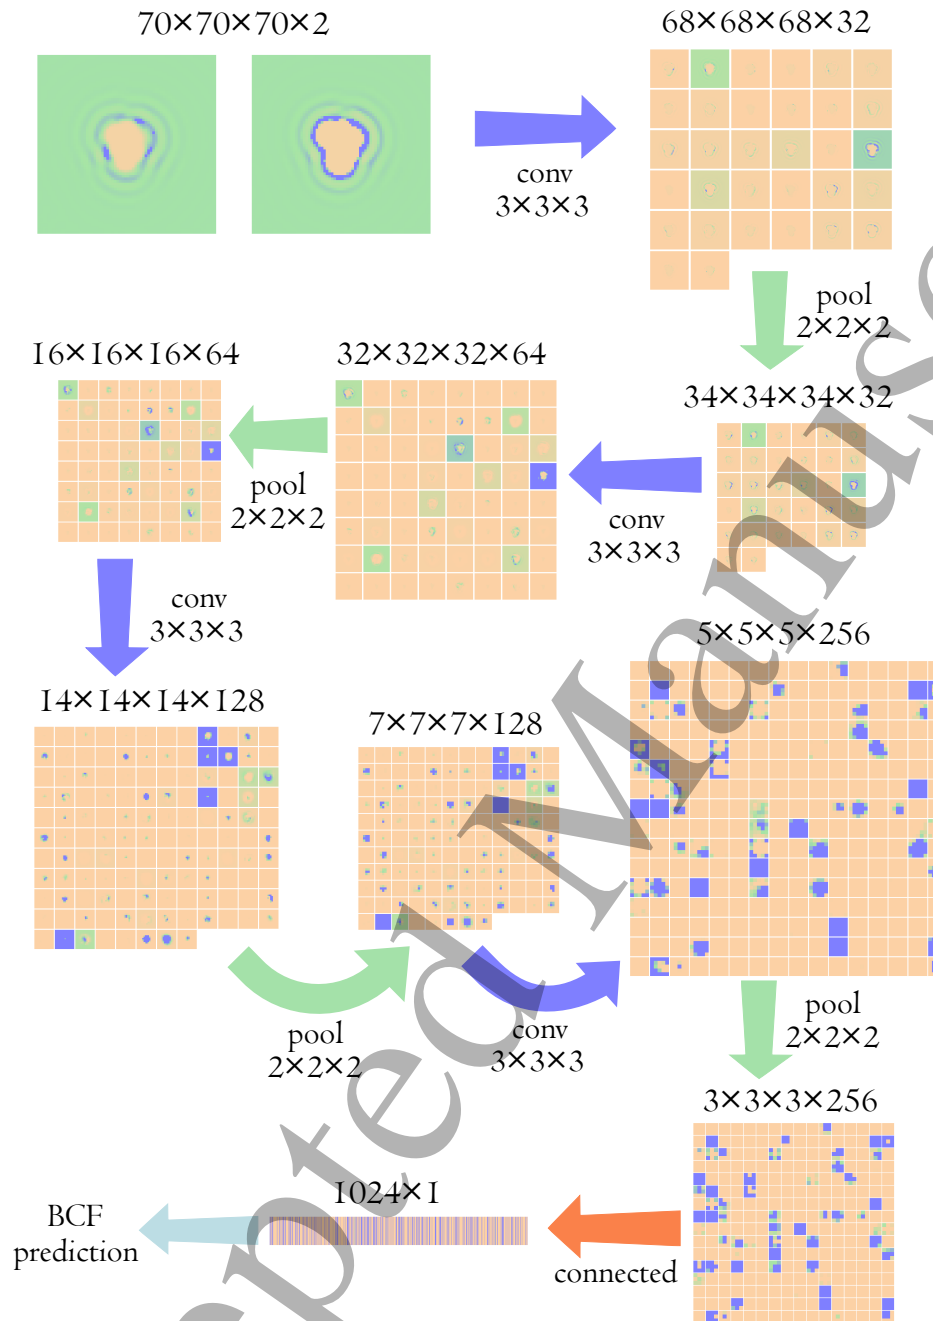 70×70×70×2
68×68×68×32
conv
3×3×3
pool
2×2×2
16×16×16×64
32×32×32×64
34×34×34×32
pool
2×2×2
conv
3×3×3
conv
3×3×3
5×5×5×256
14×14×14×128
7×7×7×128
pool
2×2×2
conv
3×3×3
pool
2×2×2
3×3×3×256
1024×1
BCF
prediction
connected
epted Manusc